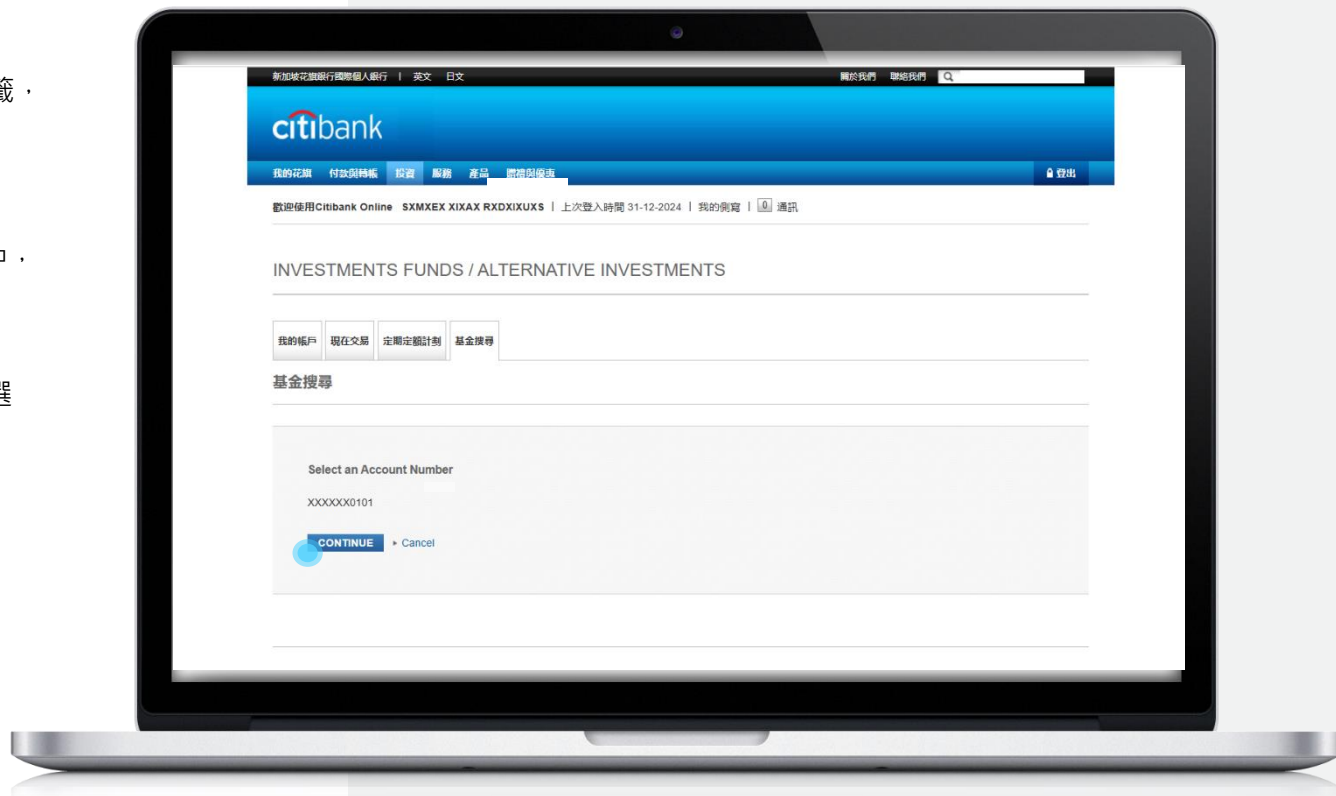 籤，
，
選
新加坡花旗銀行國際個人銀行 | 英文 日文 關於我們 聯絡我們
citibank
我的花旗 付款與轉帳 投資 服務 產品 禮遇與優惠 登出
歡迎使用Citibank Online SXMXEX XIXAX RXDXIXUXS | 上次登入時間 31-12-2024 | 我的側寫 | 0 通訊
INVESTMENTS FUNDS / ALTERNATIVE INVESTMENTS
我的帳戶 現在交易 定期定額計劃 基金搜尋
基金搜尋
Select an Account Number
XXXXXX0101
CONTINUE Cancel